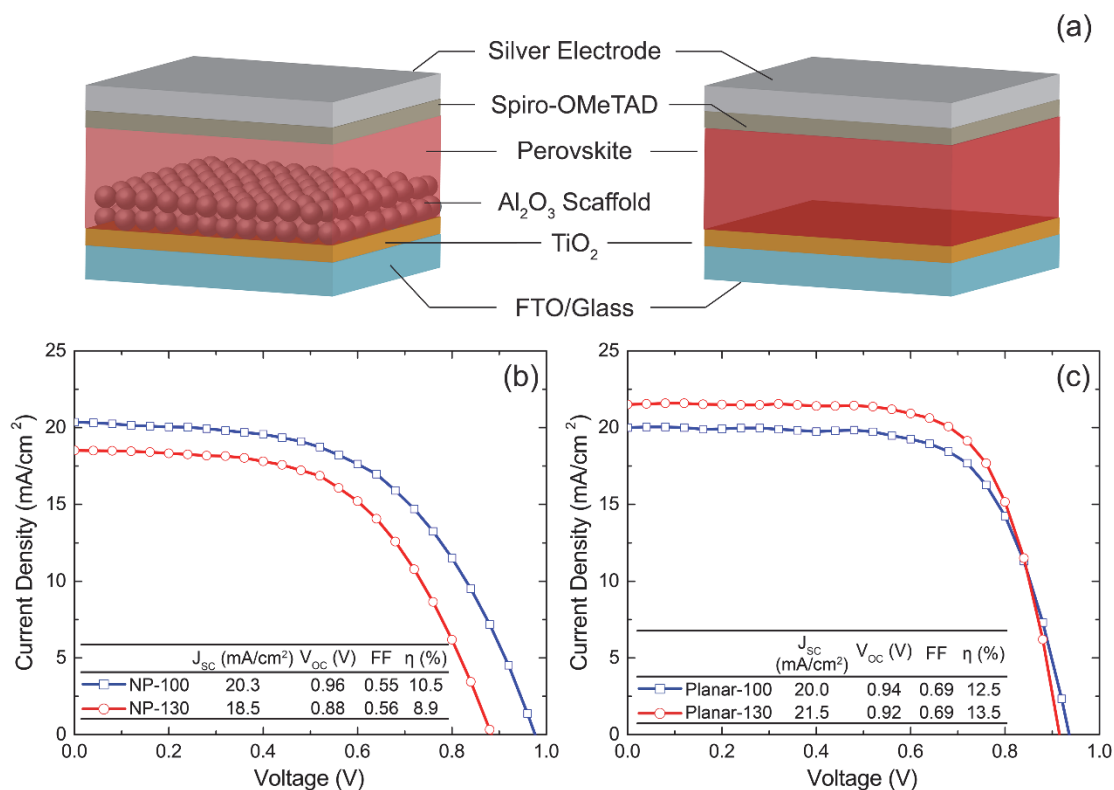 (a)
Silver Electrode
Spiro-OMeTAD
Perovskite
Al₂O₃ Scaffold
TiO₂
FTO/Glass
(b)
25
20
15
10
5
0
Current Density (mA/cm²)
J_SC (mA/cm²) V_OC (V) FF η (%)
NP-100 20.3 0.96 0.55 10.5
NP-130 18.5 0.88 0.56 8.9
0.0 0.2 0.4 0.6 0.8 1.0
Voltage (V)
(c)
25
20
15
10
5
0
Current Density (mA/cm²)
J_SC V_OC (V) FF η (%)
(mA/cm²)
Planar-100 20.0 0.94 0.69 12.5
Planar-130 21.5 0.92 0.69 13.5
0.0 0.2 0.4 0.6 0.8 1.0
Voltage (V)